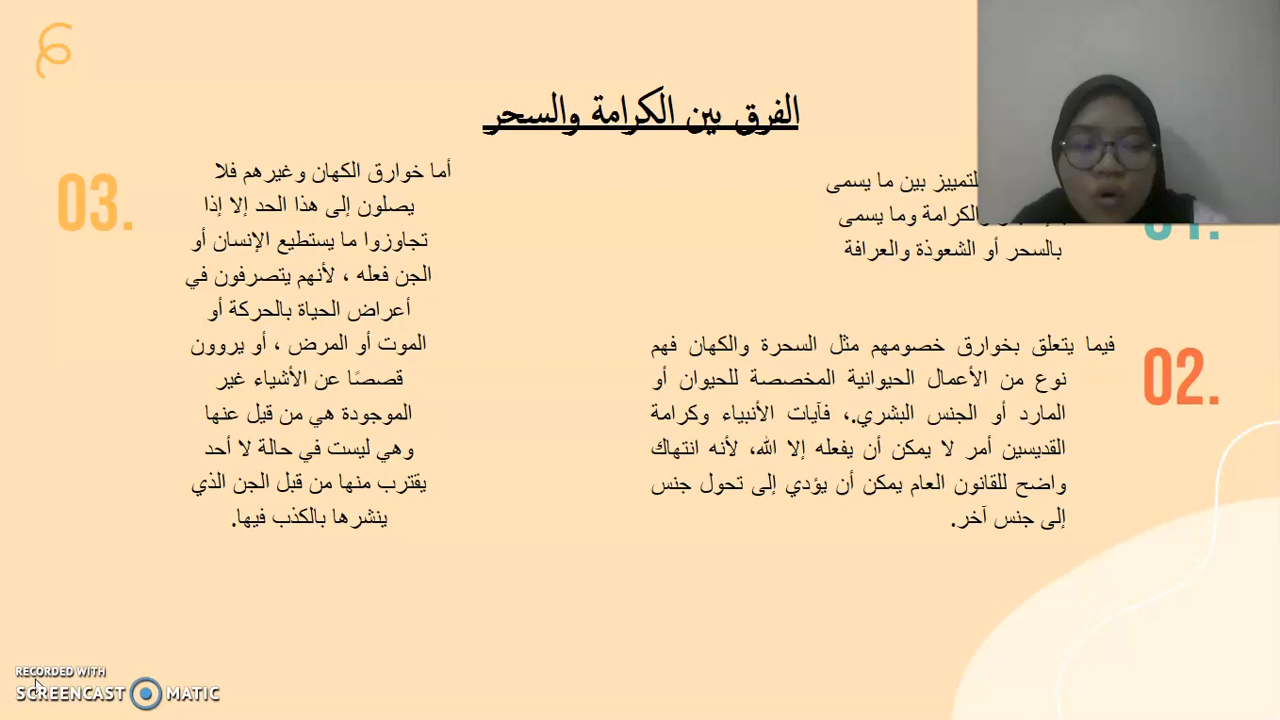 الفرق بين الكرامة والسحر
لتمييز بين ما يسمى
والكرامة وما يسمى
بالسحر أو الشعوذة والعرافة
02.
فيما يتعلق بخوارق خصومهم مثل السحرة والكهان فهم
نوع من الأعمال الحيوانية المخصصة للحيوان أو
المارد أو الجنس البشري.، فآيات الأنبياء وكرامة
القديسين أمر لا يمكن أن يفعله إلا الله، لأنه انتهاك
واضح للقانون العام يمكن أن يؤدي إلى تحول جنس
إلى جنس آخر.
03.
أما خوارق الكهان وغيرهم فلا
يصلون إلى هذا الحد إلا إذا
تجاوزوا ما يستطيع الإنسان أو
الجن فعله ، لأنهم يتصرفون في
أعراض الحياة بالحركة أو
الموت أو المرض ، أو يروون
قصصًا عن الأشياء غير
الموجودة هي من قيل عنها
وهي ليست في حالة لا أحد
يقترب منها من قبل الجن الذي
ينشرها بالكذب فيها.
RECORDED WITH
SCREENCAST MATIC